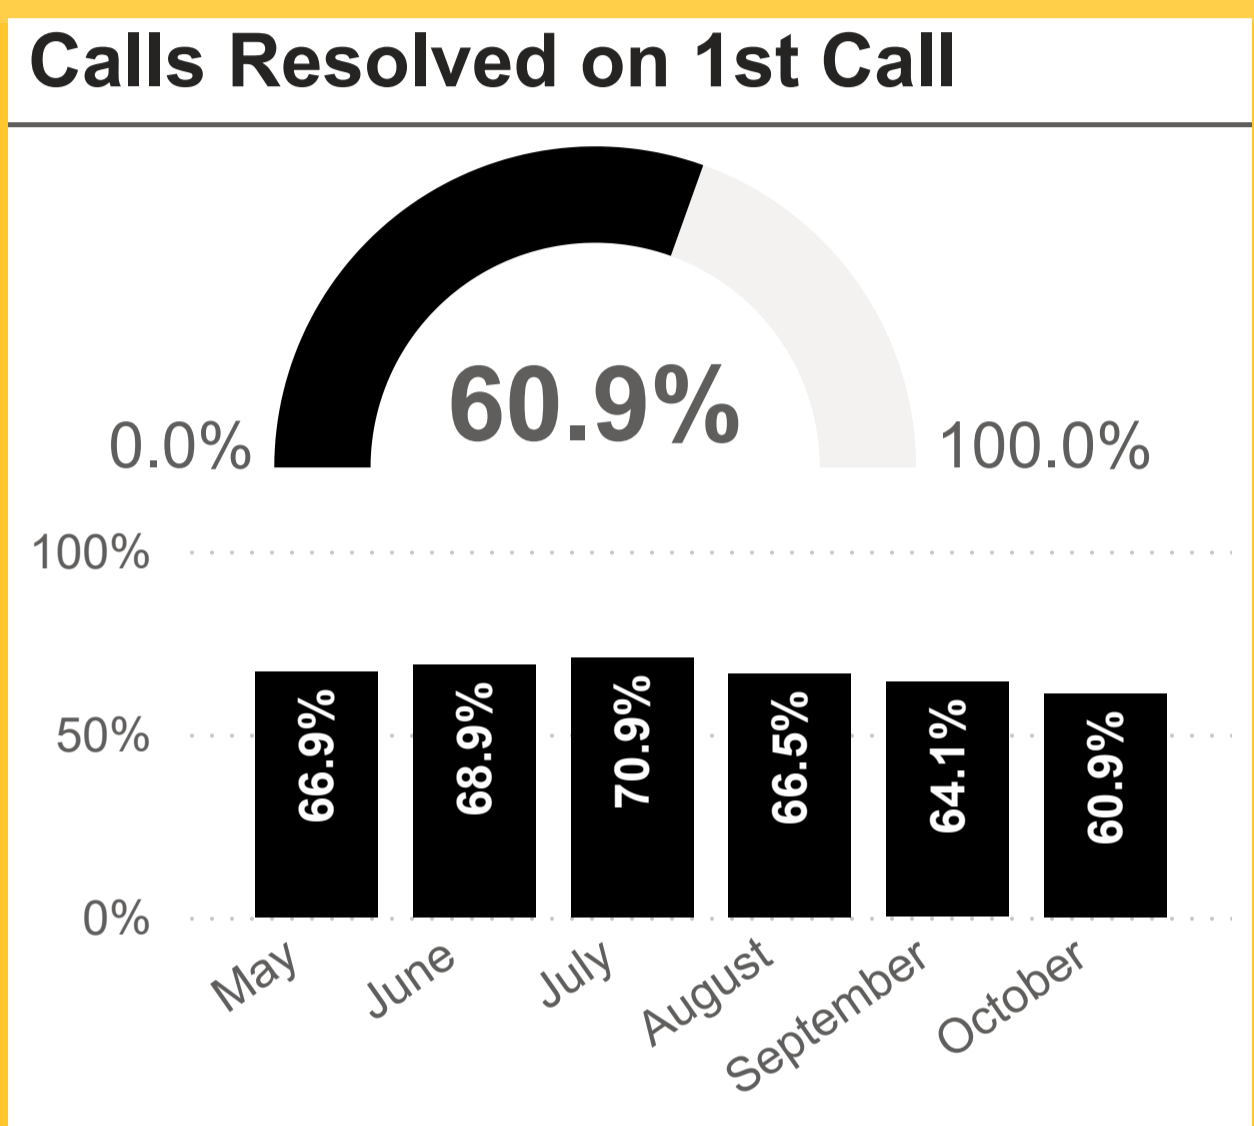 Calls Resolved on 1st Call
60.9%
0.0%
100.0%
100%
50%
0%
66.9%
68.9%
70.9%
66.5%
64.1%
60.9%
May
June
July
August
September
October